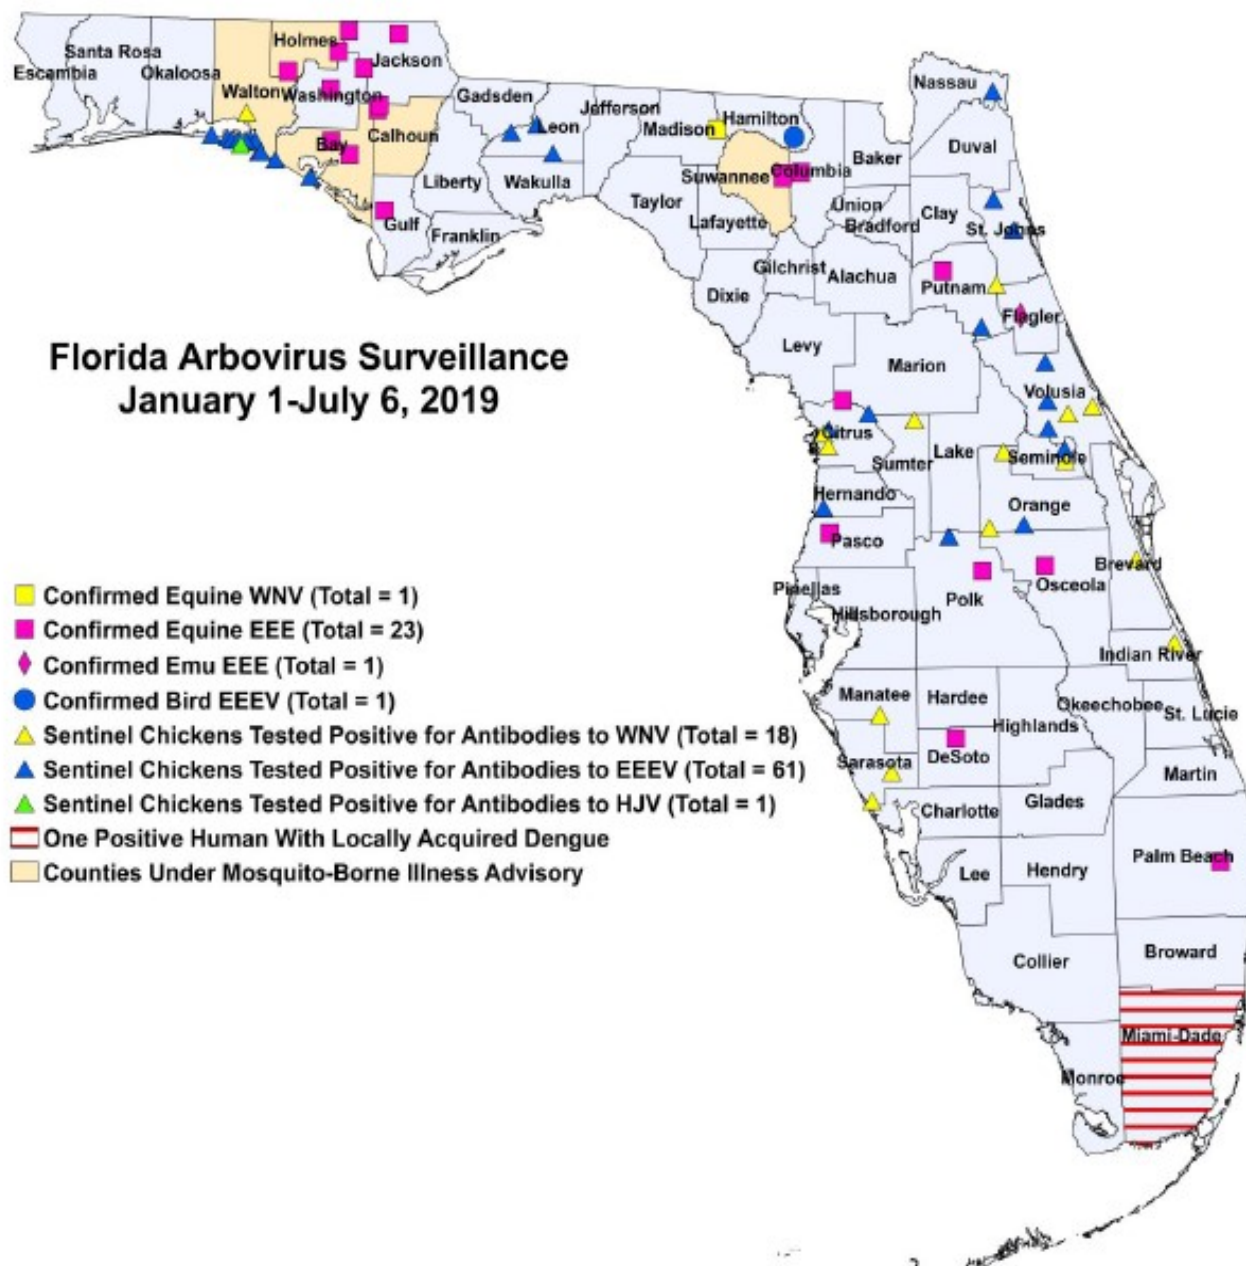 Holmes
Santa Rosa
Jackson
Escambia
Okaloosa
Nassau
Walton
Washington
Gadsden
Jefferson
Hamilton
Leon
Madison
Calhoun
Bay
Duval
Baker
Columbia
Suwannee
Liberty
Wakulla
Taylor
Union
Clay
Lafayette
Bradford
St. Johns
Gulf
Franklin
Gilchrist
Alachua
Putnam
Dixie
Flagler
Florida Arbovirus Surveillance
January 1-July 6, 2019
Levy
Marion
Volusia
Citrus
Lake
Sumter
Seminole
Hernando
Orange
Pasco
Brevard
Osceola
Pinellas
Polk
Hillsborough
Indian River
Manatee
Hardee
Okeechobee
St. Lucie
Highlands
DeSoto
Sarasota
Martin
Charlotte
Glades
Palm Beach
Lee
Hendry
Broward
Collier
Miami-Dade
Monroe
Confirmed Equine WNV (Total = 1)
Confirmed Equine EEE (Total = 23)
Confirmed Emu EEE (Total = 1)
Confirmed Bird EEEV (Total = 1)
Sentinel Chickens Tested Positive for Antibodies to WNV (Total = 18)
Sentinel Chickens Tested Positive for Antibodies to EEEV (Total = 61)
Sentinel Chickens Tested Positive for Antibodies to HJV (Total = 1)
One Positive Human With Locally Acquired Dengue
Counties Under Mosquito-Borne Illness Advisory